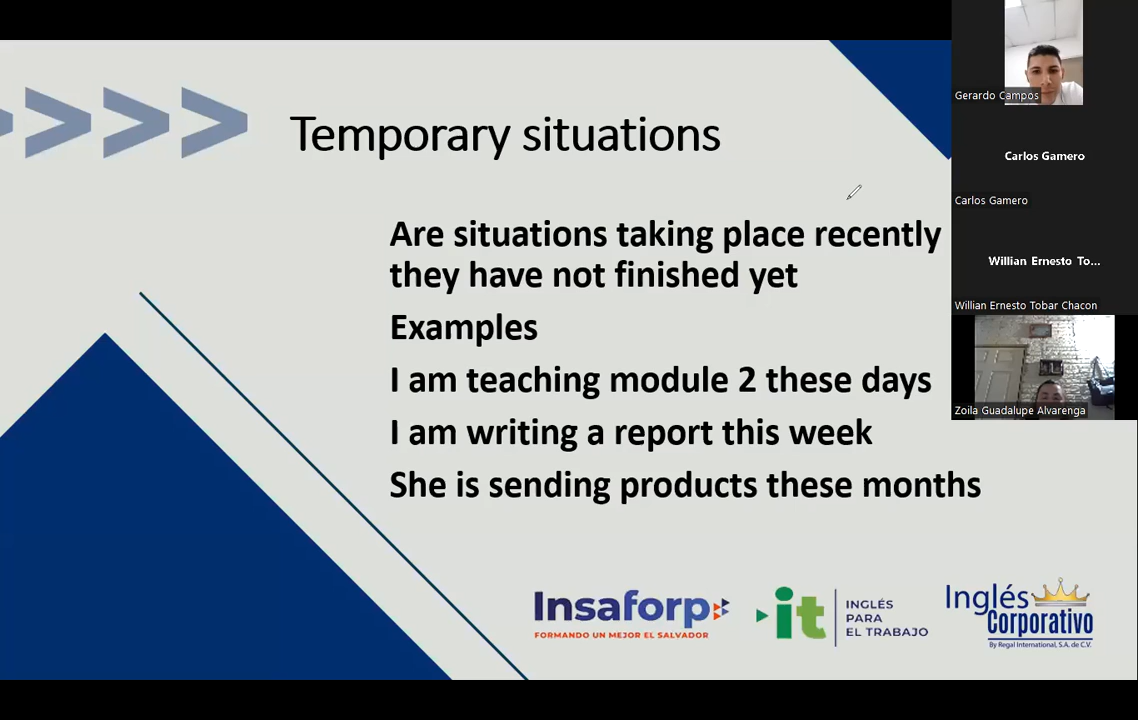 Temporary situations
Are situations taking place recently
they have not finished yet
Examples
I am teaching module 2 these days
I am writing a report this week
She is sending products these months
Insaforp
FORMANDO UN MEJOR EL SALVADOR
it
INGLÉS
PARA
EL TRABAJO
Inglés
Corporativo
By Regal International, S.A. de C.V.
Gerardo Campos
Carlos Gamero
Carlos Gamero
Willian Ernesto To...
Willian Ernesto Tobar Chacon
Zoila Guadalupe Alvarenga